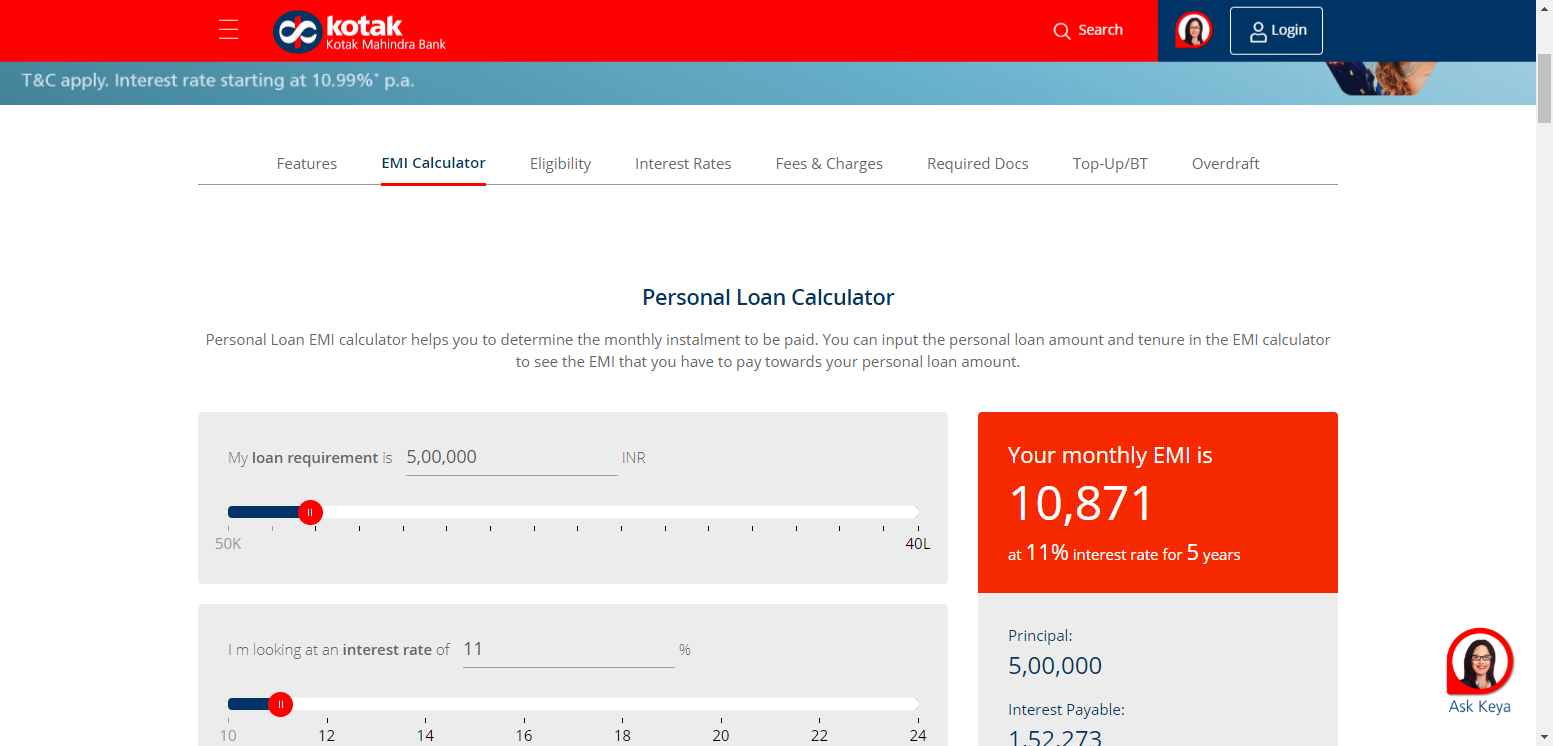 kotak
Kotak Mahindra Bank
Search
Login
T&C apply. Interest rate starting at 10.99%* p.a.
Features EMI Calculator Eligibility Interest Rates Fees & Charges Required Docs Top-Up/BT Overdraft
Personal Loan Calculator
Personal Loan EMI calculator helps you to determine the monthly instalment to be paid. You can input the personal loan amount and tenure in the EMI calculator
to see the EMI that you have to pay towards your personal loan amount.
My loan requirement is 5,00,000 INR
50K 40L
I m looking at an interest rate of 11 %
10 12 14 16 18 20 22 24
Your monthly EMI is
10,871
at 11% interest rate for 5 years
Principal:
5,00,000
Interest Payable:
1,52,273
Ask Keya